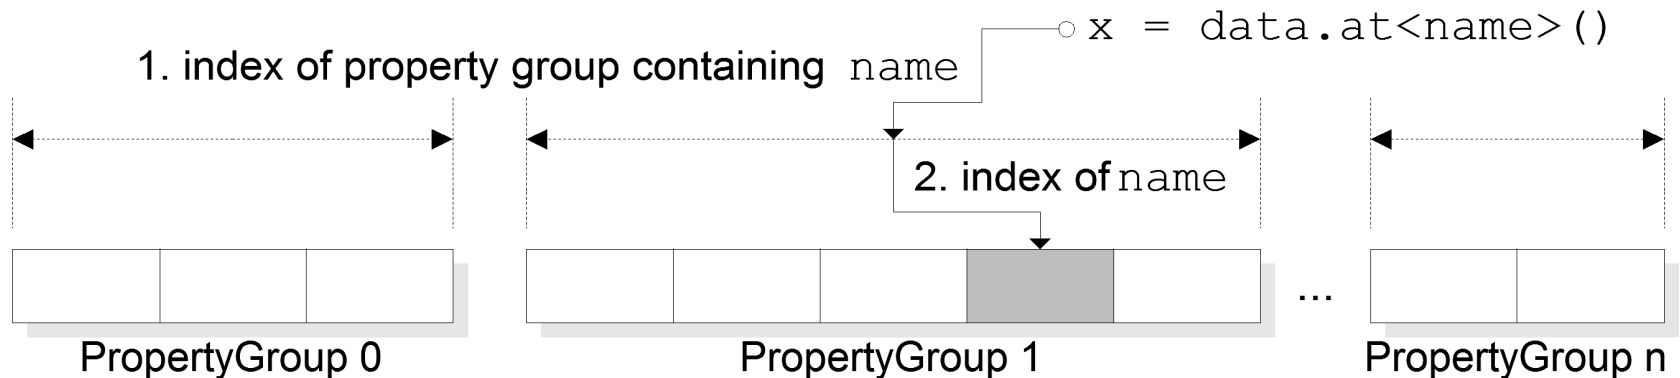 x = data.at<name>()
1. index of property group containing name
2. index of name
...
PropertyGroup 0
PropertyGroup 1
PropertyGroup n